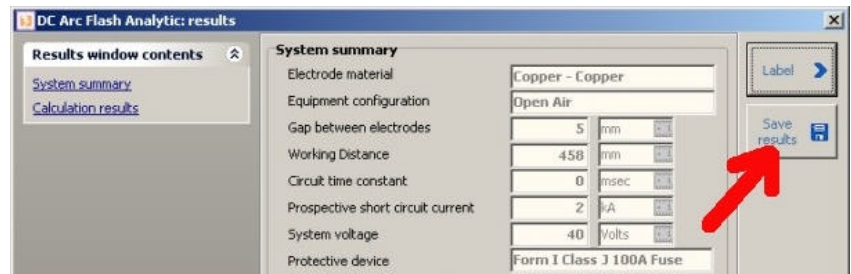 DC Arc Flash Analytic: results
Results window contents
System summary
Calculation results
System summary
Electrode material Copper - Copper
Equipment configuration Open Air
Gap between electrodes 5 mm
Working Distance 458 mm
Circuit time constant 0 msec
Prospective short circuit current 2 kA
System voltage 40 Volts
Protective device Form I Class J 100A Fuse
Label
Save
results